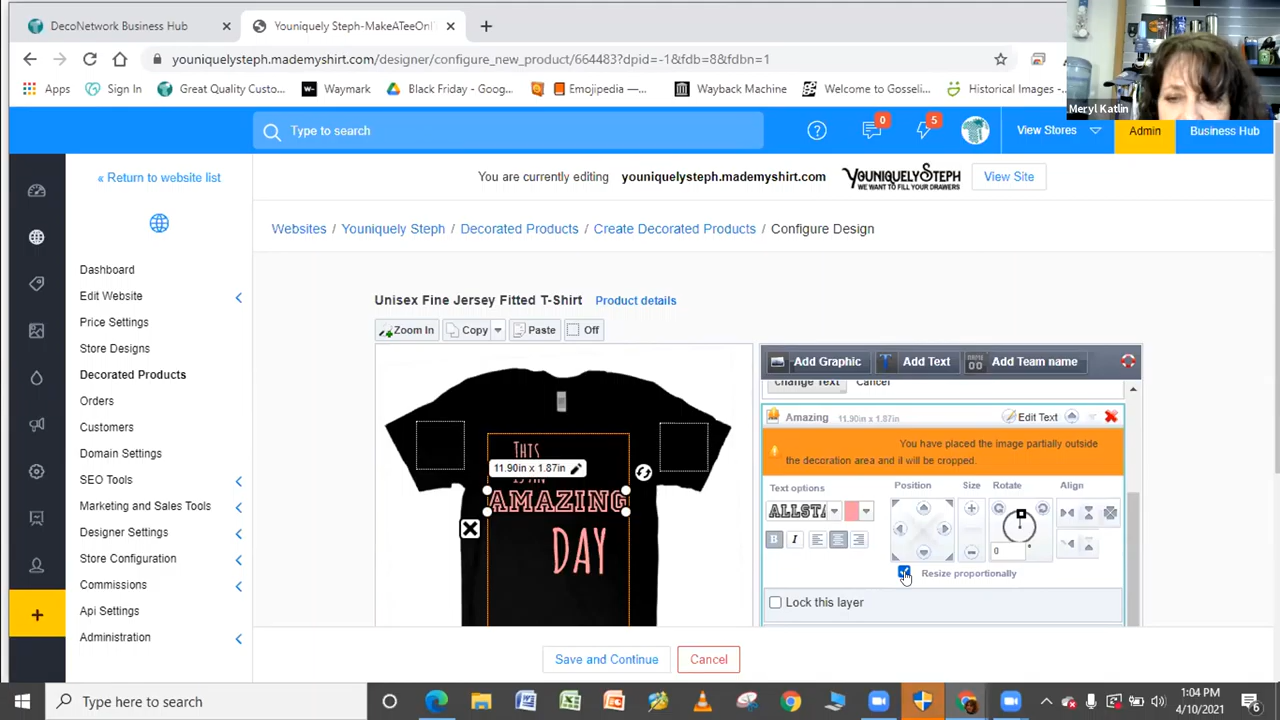 DecoNetwork Business Hub
Youniquely Steph-MakeATeeOnl
youniquelysteph.mademyshirt.com/designer/configure_new_product/664483?dpid=-1&fdb=8&fdbn=1
Apps Sign In Great Quality Custo... Waymark Black Friday - Goog... Emojipedia —... Wayback Machine Welcome to Gosseli... Historical Images -...
Meryl Katlin
Type to search
0
5
View Stores
Admin
Business Hub
« Return to website list
You are currently editing youniquelysteph.mademyshirt.com
YOUNIQUELY STEPH
WE WANT TO FILL YOUR DRAWERS
View Site
Websites / Youniquely Steph / Decorated Products / Create Decorated Products / Configure Design
Dashboard
Edit Website
Price Settings
Store Designs
Decorated Products
Orders
Customers
Domain Settings
SEO Tools
Marketing and Sales Tools
Designer Settings
Store Configuration
Commissions
Api Settings
Administration
Unisex Fine Jersey Fitted T-Shirt Product details
Zoom In Copy Paste Off
THIS
11.90in x 1.87in
AMAZING
DAY
Add Graphic Add Text Add Team name
Change Text Cancel
Amazing 11.90in x 1.87in Edit Text
You have placed the image partially outside
the decoration area and it will be cropped.
Text options Position Size Rotate Align
B I
0 °
Resize proportionally
Lock this layer
Save and Continue Cancel
Type here to search
1:04 PM
4/10/2021
6